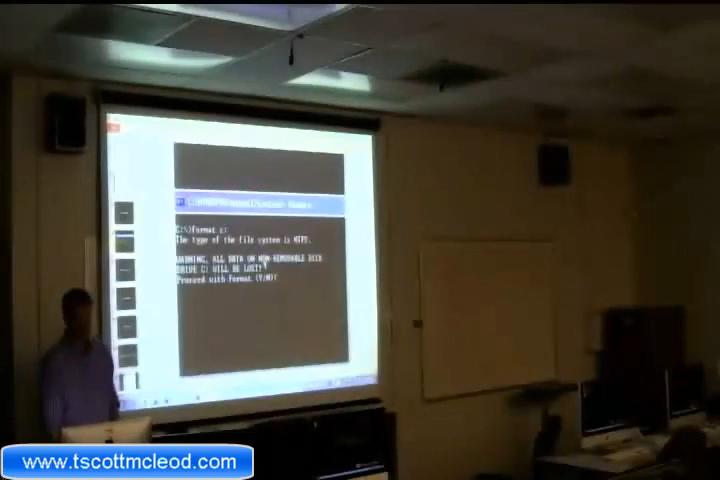 C:\>format c:
The type of the file system is NTFS.
WARNING, ALL DATA ON NON-REMOVABLE DISK
DRIVE C: WILL BE LOST!
Proceed with Format (Y/N)?
www.tscottmcleod.com